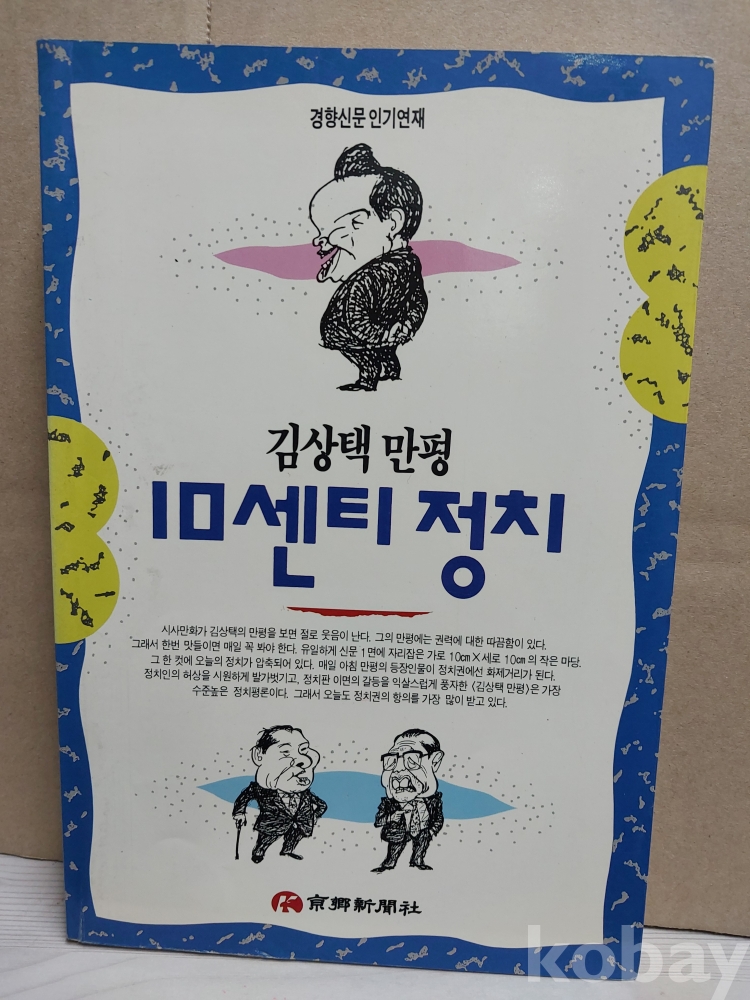 경향신문 인기연재
김상택 만평
10센티 정치
시사만화가 김상택의 만평을 보면 절로 웃음이 난다. 그의 만평에는 권력에 대한 따끔함이 있다.
그래서 한번 맛들이면 매일 꼭 봐야 한다. 유일하게 신문 1면에 자리잡은 가로 10cm×세로 10cm의 작은 마당.
그 한 컷에 오늘의 정치가 압축되어 있다. 매일 아침 만평의 등장인물이 정치권에선 화제거리가 된다.
정치인의 허상을 시원하게 발가벗기고, 정치판 이면의 갈등을 익살스럽게 풍자한 〈김상택 만평〉은 가장
수준높은 정치평론이다. 그래서 오늘도 정치권의 항의를 가장 많이 받고 있다.
京鄕新聞社
kobay